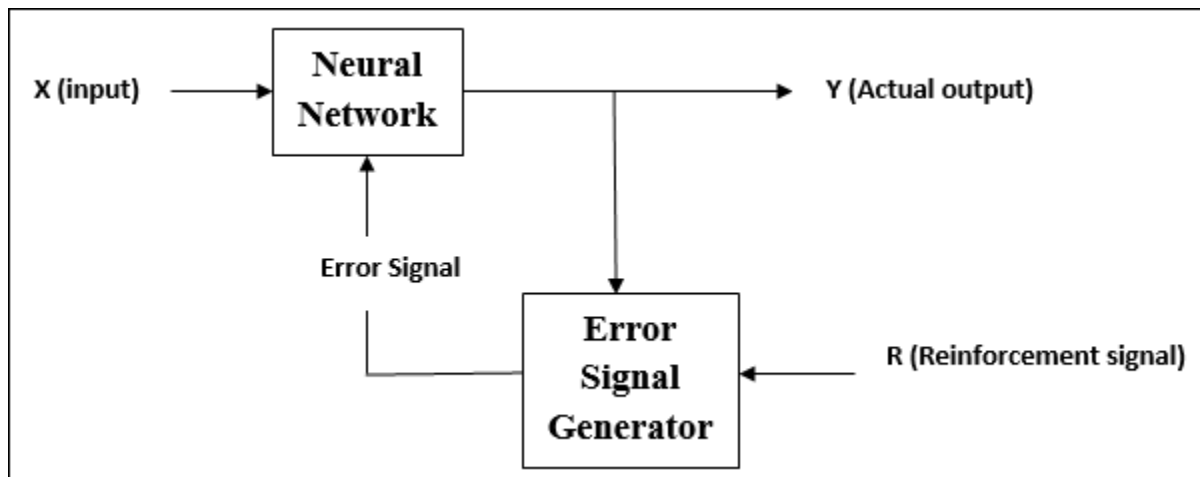 X (input)
Neural
Network
Y (Actual output)
Error Signal
Error
Signal
Generator
R (Reinforcement signal)